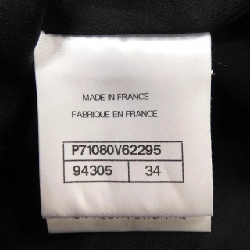 MADE IN FRANCE
FABRIQUE EN FRANCE
P71080V62295
94305 34